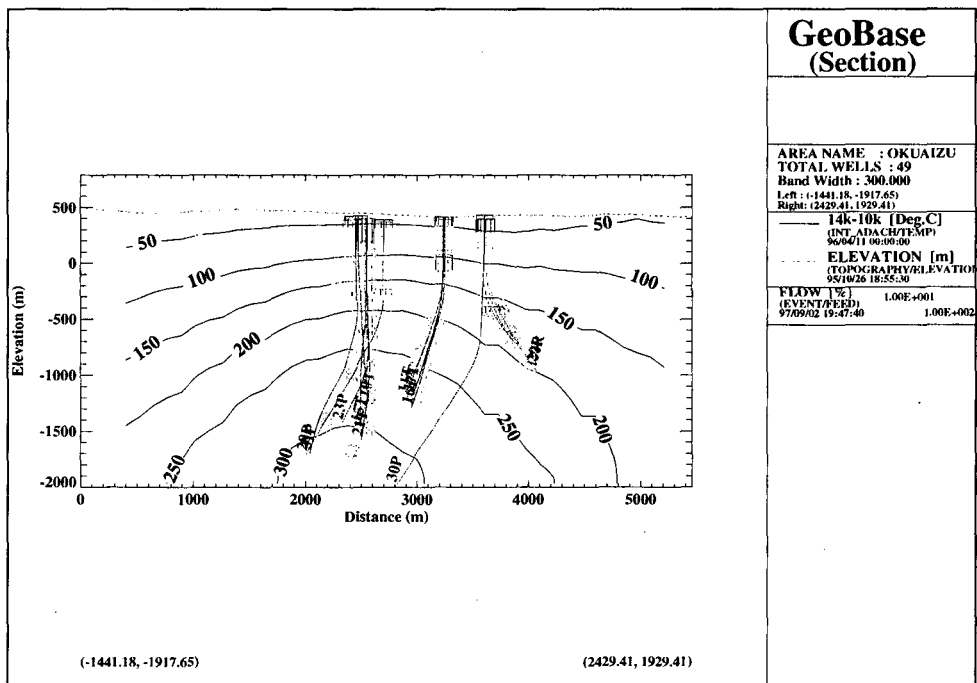 GeoBase
(Section)
AREA NAME : OKUAIZU
TOTAL WELLS : 49
Band Width : 300.000
Left : (-1441.18, -1917.65)
Right: (2429.41, 1929.41)
14k-10k [Deg.C]
(INT_ADACH/TEMP)
96/04/11 00:00:00
ELEVATION [m]
(TOPOGRAPHY/ELEVATION
95/10/26 18:55:30
FLOW [%] 1.00E+001
(EVENT/FEED)
97/09/02 19:47:40 1.00E+002
Elevation (m)
500
0
-500
-1000
-1500
-2000
0 1000 2000 3000 4000 5000
Distance (m)
50 50
100 100
150 150
200 200
250 250
300
23P
30P
(-1441.18, -1917.65) (2429.41, 1929.41)